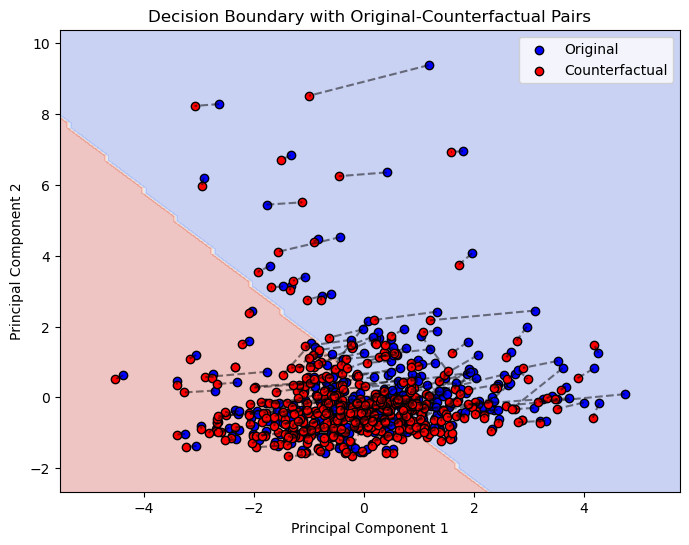 Decision Boundary with Original-Counterfactual Pairs
Original
Counterfactual
Principal Component 2
10
8
6
4
2
0
−2
−4
−2
0
2
4
Principal Component 1